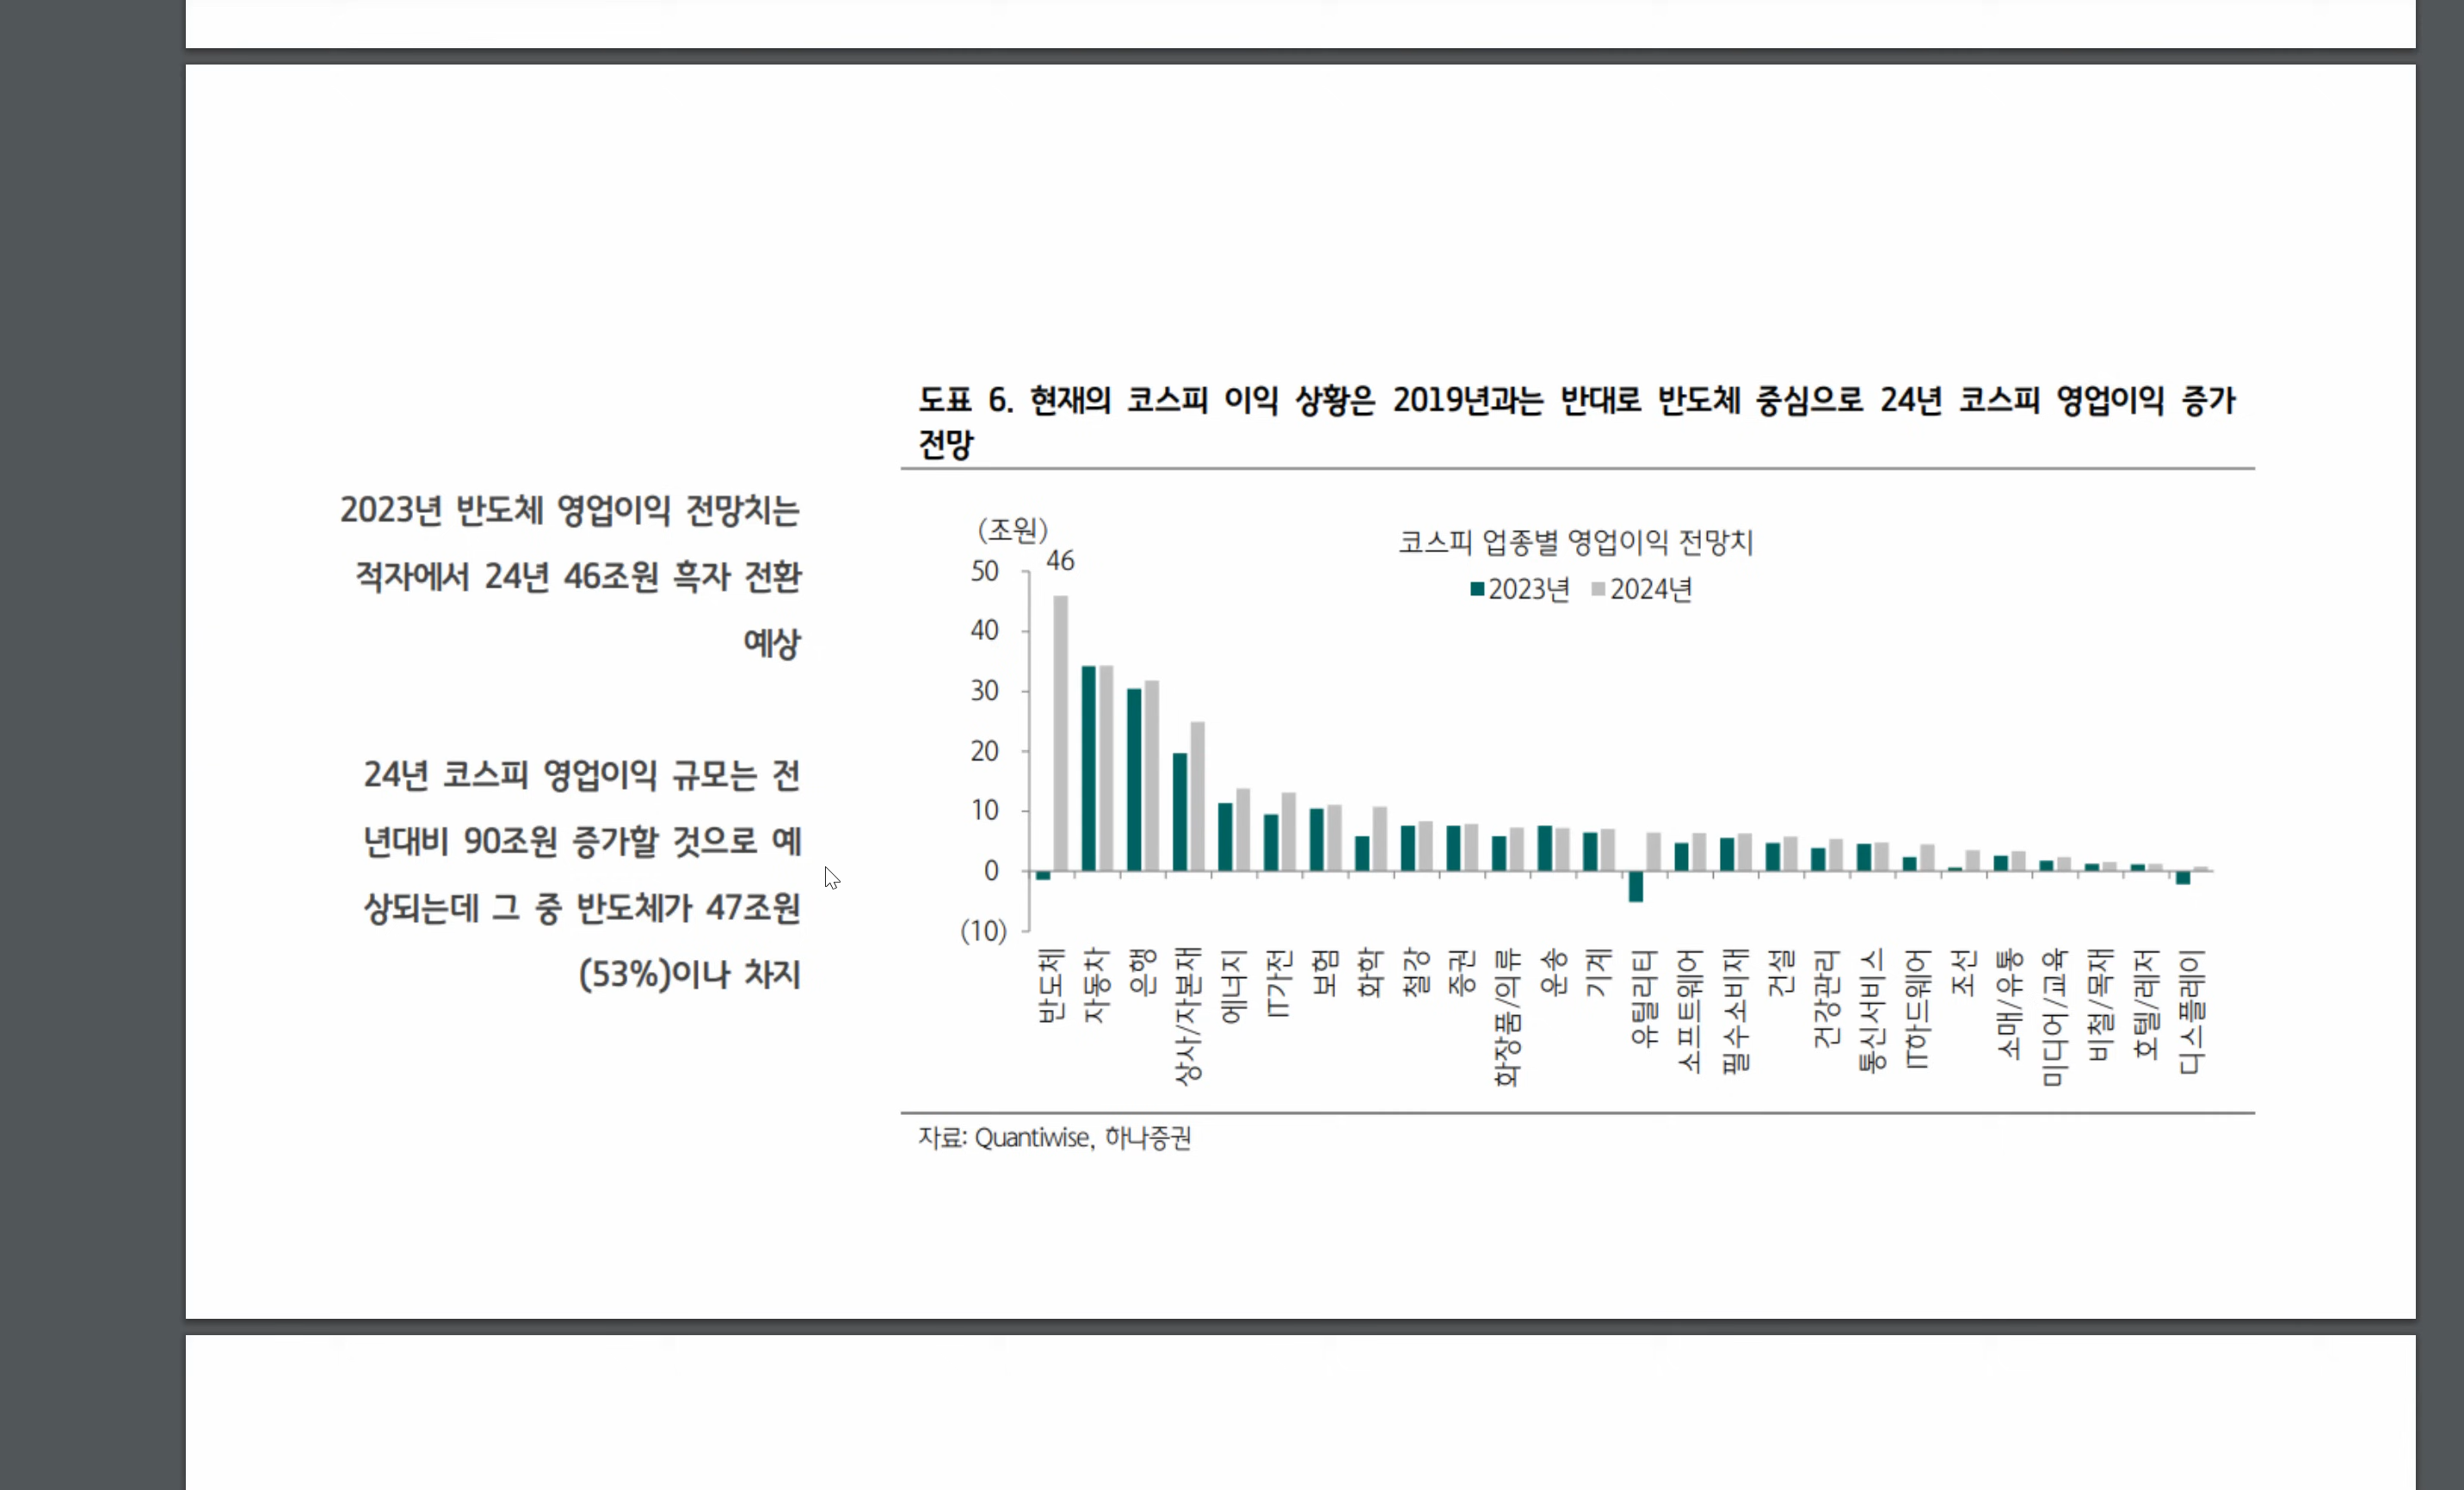 도표 6. 현재의 코스피 이익 상황은 2019년과는 반대로 반도체 중심으로 24년 코스피 영업이익 증가
전망
2023년 반도체 영업이익 전망치는
적자에서 24년 46조원 흑자 전환
예상
24년 코스피 영업이익 규모는 전
년대비 90조원 증가할 것으로 예
상되는데 그 중 반도체가 47조원
(53%)이나 차지
(조원)
코스피 업종별 영업이익 전망치
2023년 2024년
46
50
40
30
20
10
0
(10)
반도체
자동차
은행
상사/자본재
에너지
IT가전
보험
화학
철강
증권
화장품/의류
운송
기계
유틸리티
소프트웨어
필수소비재
건설
건강관리
통신서비스
IT하드웨어
조선
소매/유통
미디어/교육
비철/목재
호텔/레저
디스플레이
자료: Quantiwise, 하나증권